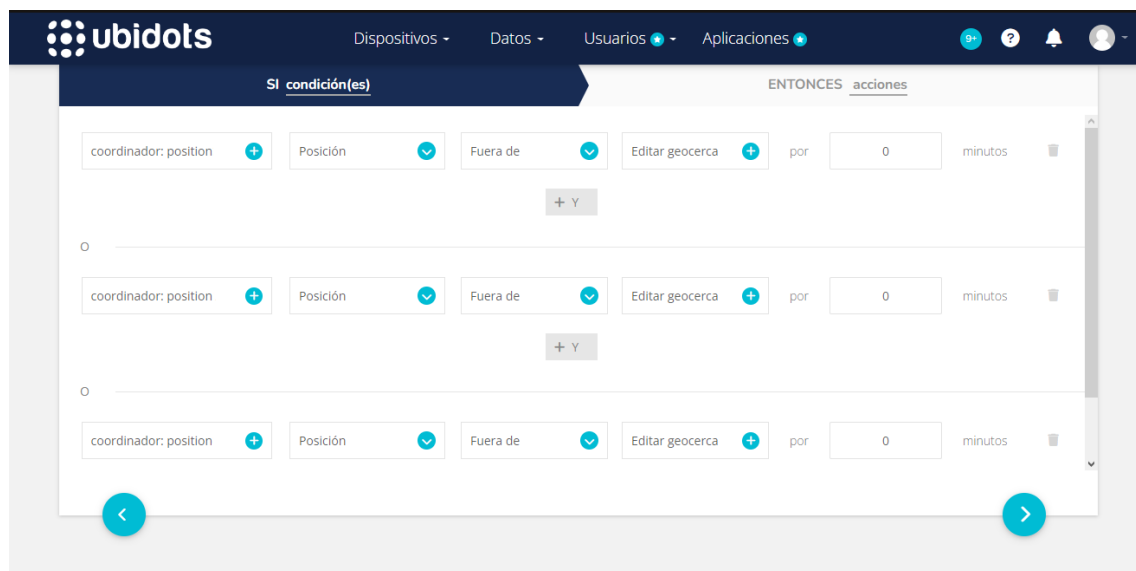 ubidots Dispositivos Datos Usuarios Aplicaciones 9+ ?
SI condición(es) ENTONCES acciones
coordinador: position Posición Fuera de Editar geocerca por 0 minutos
+ Y
O
coordinador: position Posición Fuera de Editar geocerca por 0 minutos
+ Y
O
coordinador: position Posición Fuera de Editar geocerca por 0 minutos